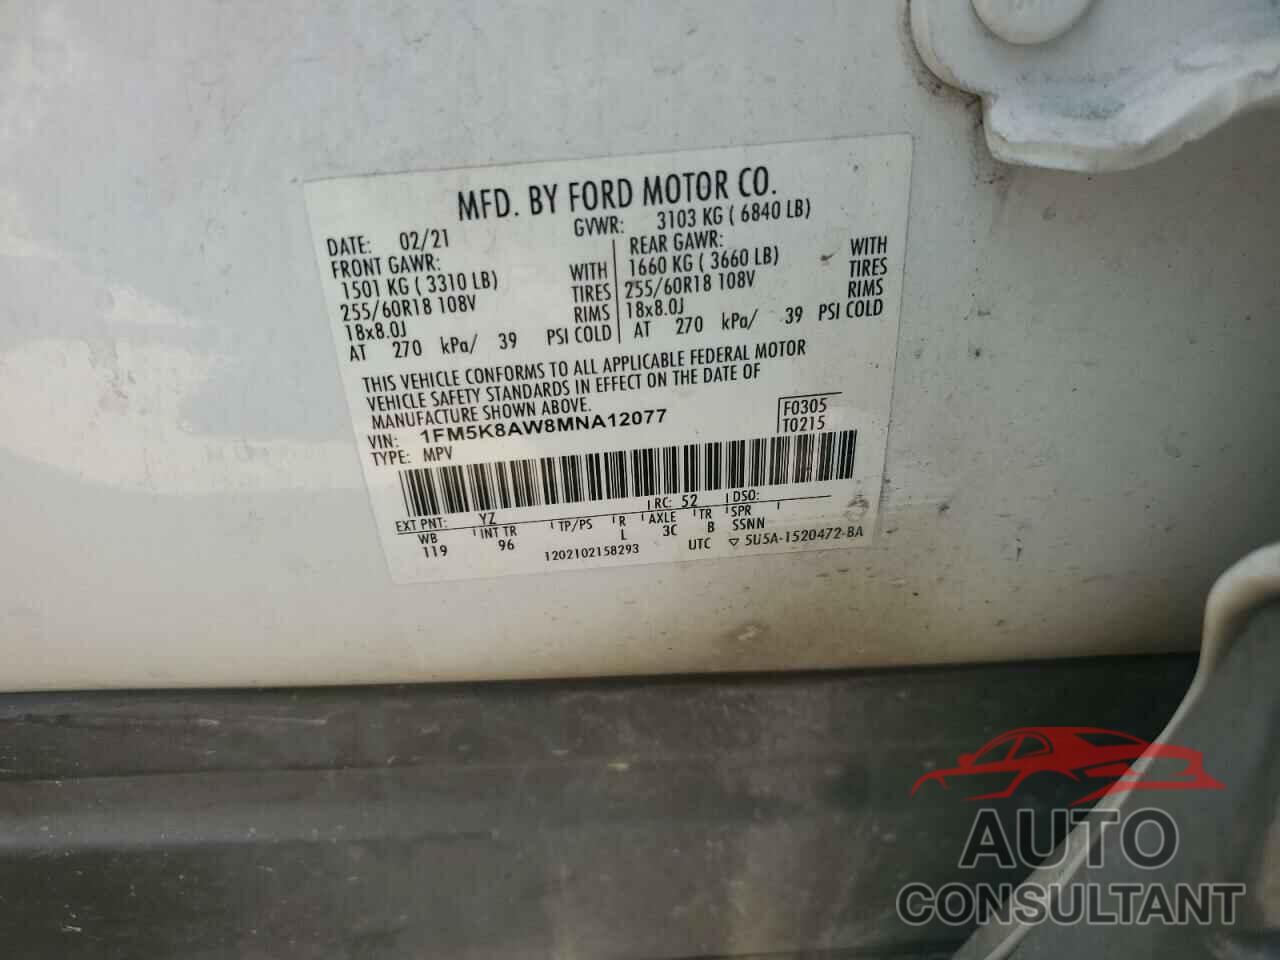 MFD. BY FORD MOTOR CO.
DATE: 02/21 GVWR: 3103 KG ( 6840 LB)
FRONT GAWR: REAR GAWR:
1501 KG ( 3310 LB) WITH 1660 KG ( 3660 LB) WITH
255/60R18 108V TIRES 255/60R18 108V TIRES
18x8.0J RIMS 18x8.0J RIMS
AT 270 kPa/ 39 PSI COLD AT 270 kPa/ 39 PSI COLD
THIS VEHICLE CONFORMS TO ALL APPLICABLE FEDERAL MOTOR
VEHICLE SAFETY STANDARDS IN EFFECT ON THE DATE OF
MANUFACTURE SHOWN ABOVE.
VIN: 1FM5K8AW8MNA12077 F0305
TYPE: MPV T0215
EXT PNT: YZ RC: 52 DSO:
WB INT TR TP/PS R AXLE TR SPR
119 96 L 3C B SSNN
1202102158293 UTC ▽ 5U5A-1520472-BA
AUTO
CONSULTANT